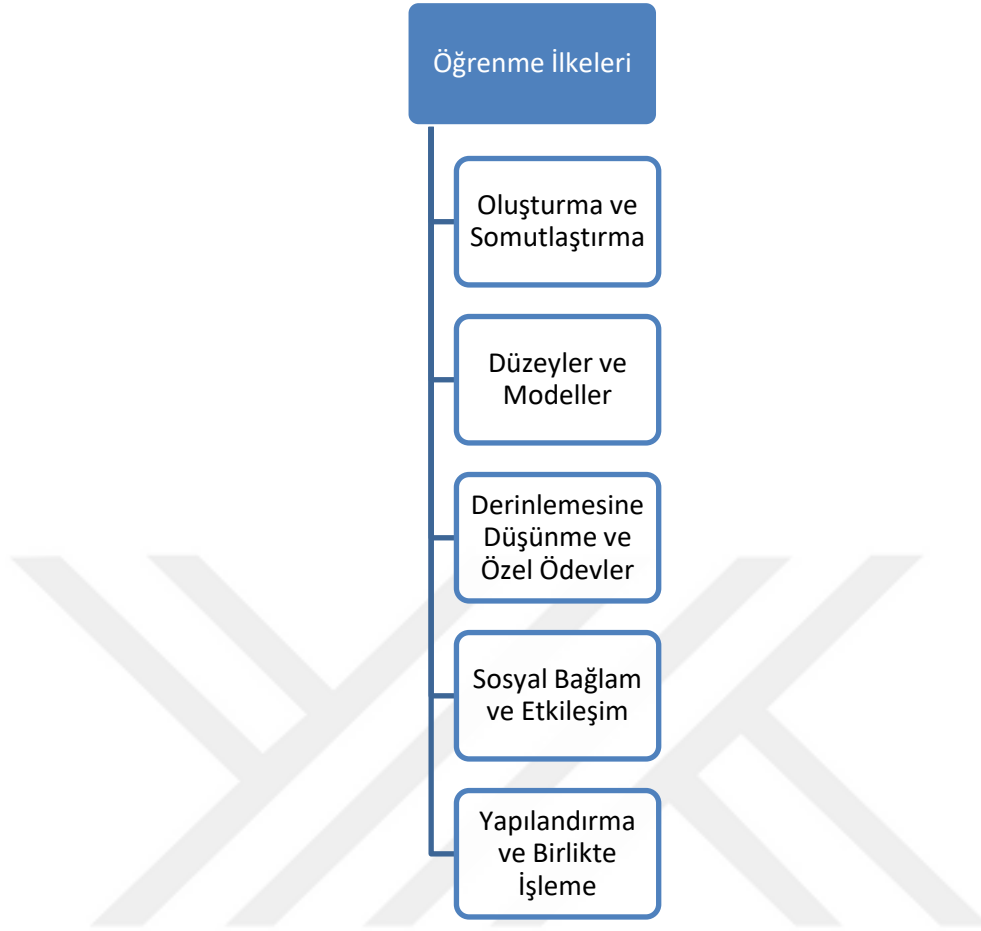 Öğrenme İlkeleri
Oluşturma ve
Somutlaştırma
Düzeyler ve
Modeller
Derinlemesine
Düşünme ve
Özel Ödevler
Sosyal Bağlam
ve Etkileşim
Yapılandırma
ve Birlikte
İşleme